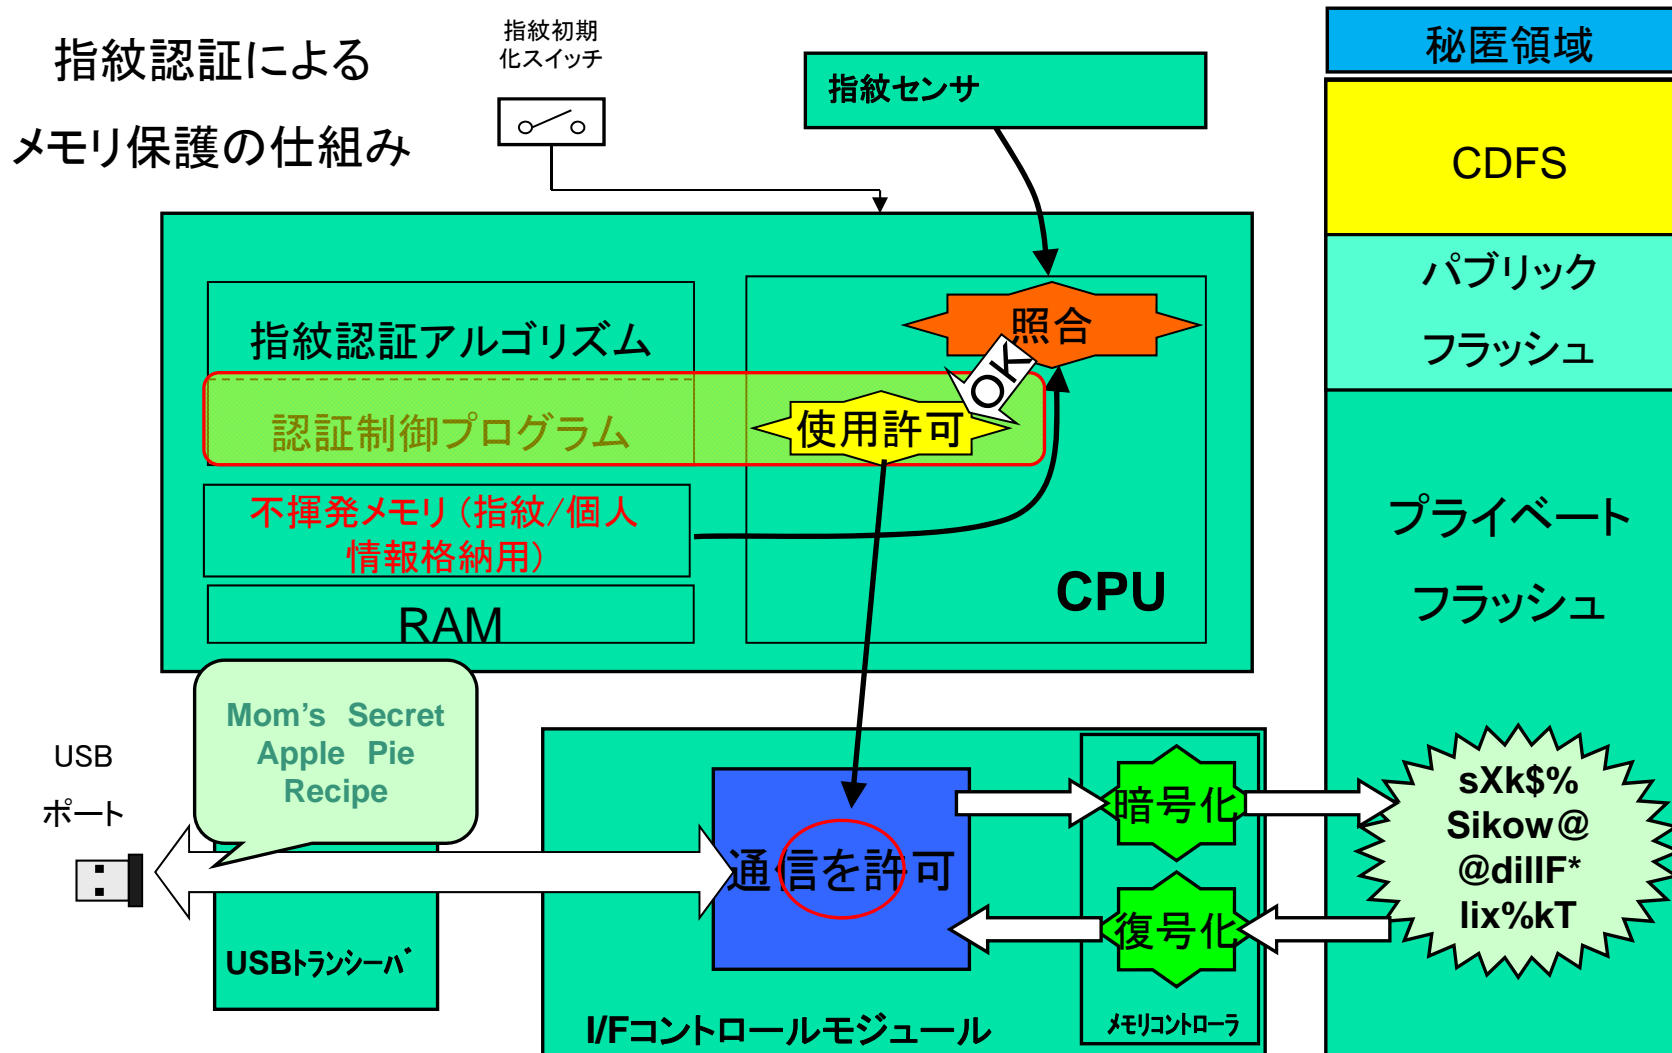 指紋認証による
メモリ保護の仕組み
指紋初期
化スイッチ
指紋センサ
秘匿領域
CDFS
パブリック
フラッシュ
プライベート
フラッシュ
指紋認証アルゴリズム
認証制御プログラム
照合
OK
使用許可
不揮発メモリ（指紋/個人
情報格納用）
RAM
CPU
Mom's Secret
Apple Pie
Recipe
USB
ポート
USBﾄﾗﾝｼｰﾊﾞ
通信を許可
暗号化
復号化
I/Fコントロールモジュール
ﾒﾓﾘｺﾝﾄﾛｰﾗ
sXk$%
Sikow@
@dillF*
lix%kT